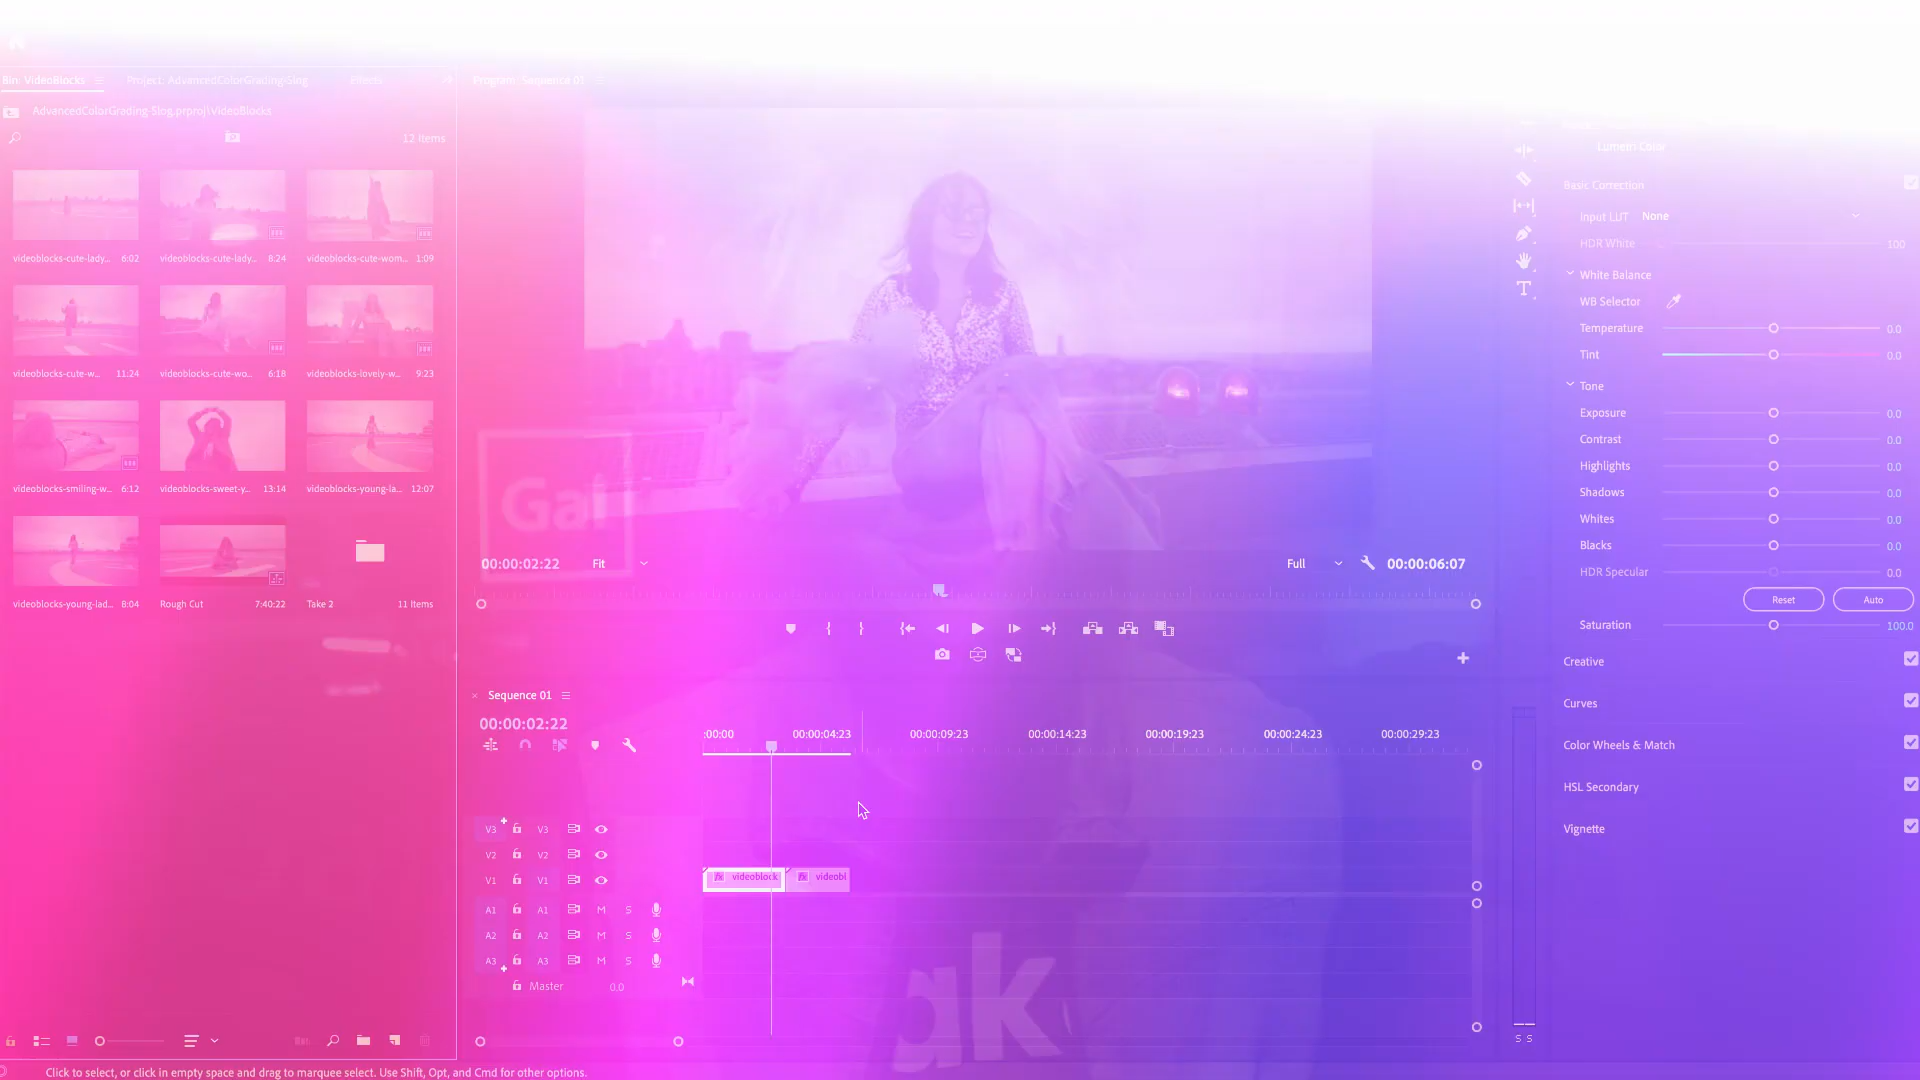 Bin: VideoBlocks
Project: AdvancedColorGrading-Slog
Effects
Program: Sequence 01
AdvancedColorGrading-Slog.prproj\VideoBlocks
12 Items
videoblocks-cute-lady... 6:02
videoblocks-cute-lady... 8:24
videoblocks-cute-wom... 1:09
videoblocks-cute-w... 11:24
videoblocks-cute-wo... 6:18
videoblocks-lovely-w... 9:23
videoblocks-smiling-w... 6:12
videoblocks-sweet-y... 13:14
videoblocks-young-la... 12:07
videoblocks-young-lad... 8:04
Rough Cut 7:40:22
Take 2 11 Items
Gal
00:00:02:22
Fit
Full
00:00:06:07
Sequence 01
00:00:02:22
:00:00
00:00:04:23
00:00:09:23
00:00:14:23
00:00:19:23
00:00:24:23
00:00:29:23
V3 V3
V2 V2
V1 V1
fx videoblock
fx videobl
A1 A1 M S
A2 A2 M S
A3 A3 M S
Master 0.0
ak
S S
Lumetri Color
Basic Correction
Input LUT None
HDR White 100
White Balance
WB Selector
Temperature 0.0
Tint 0.0
Tone
Exposure 0.0
Contrast 0.0
Highlights 0.0
Shadows 0.0
Whites 0.0
Blacks 0.0
HDR Specular 0.0
Reset
Auto
Saturation 100.0
Creative
Curves
Color Wheels & Match
HSL Secondary
Vignette
Click to select, or click in empty space and drag to marquee select. Use Shift, Opt, and Cmd for other options.